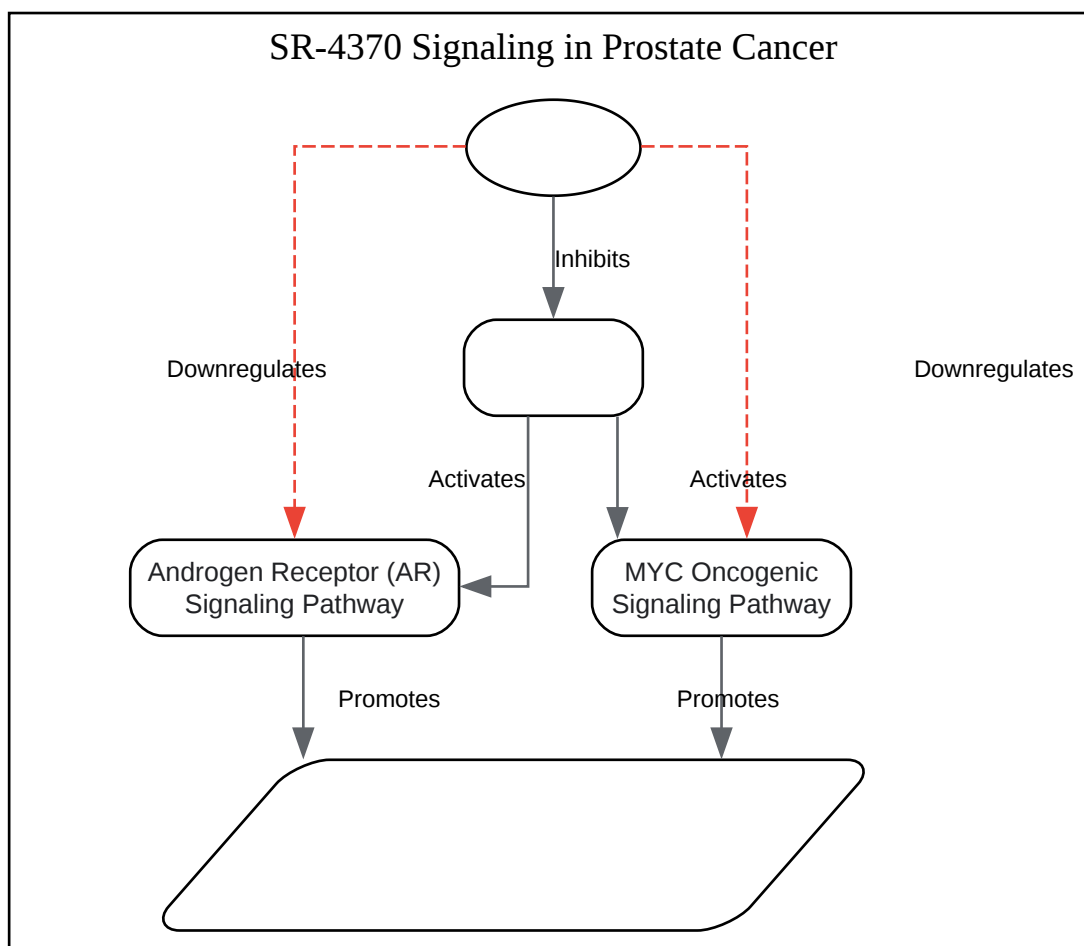 SR-4370 Signaling in Prostate Cancer
Inhibits
Downregulates
Downregulates
Activates
Activates
Androgen Receptor (AR)
Signaling Pathway
MYC Oncogenic
Signaling Pathway
Promotes
Promotes